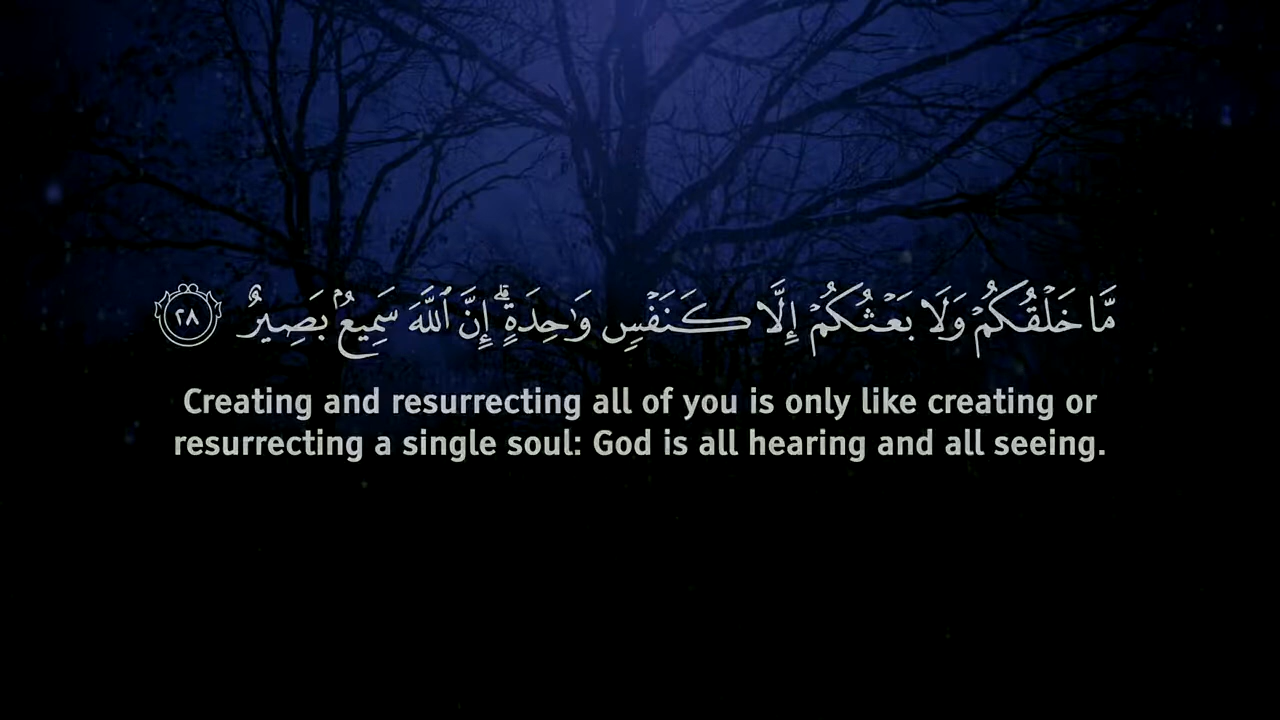 مَّا خَلْقُكُمْ وَلَا بَعْثُكُمْ إِلَّا كَنَفْسٍ وَٰحِدَةٍ ۗ إِنَّ ٱللَّهَ سَمِيعٌۢ بَصِيرٌ ٢٨
Creating and resurrecting all of you is only like creating or
resurrecting a single soul: God is all hearing and all seeing.